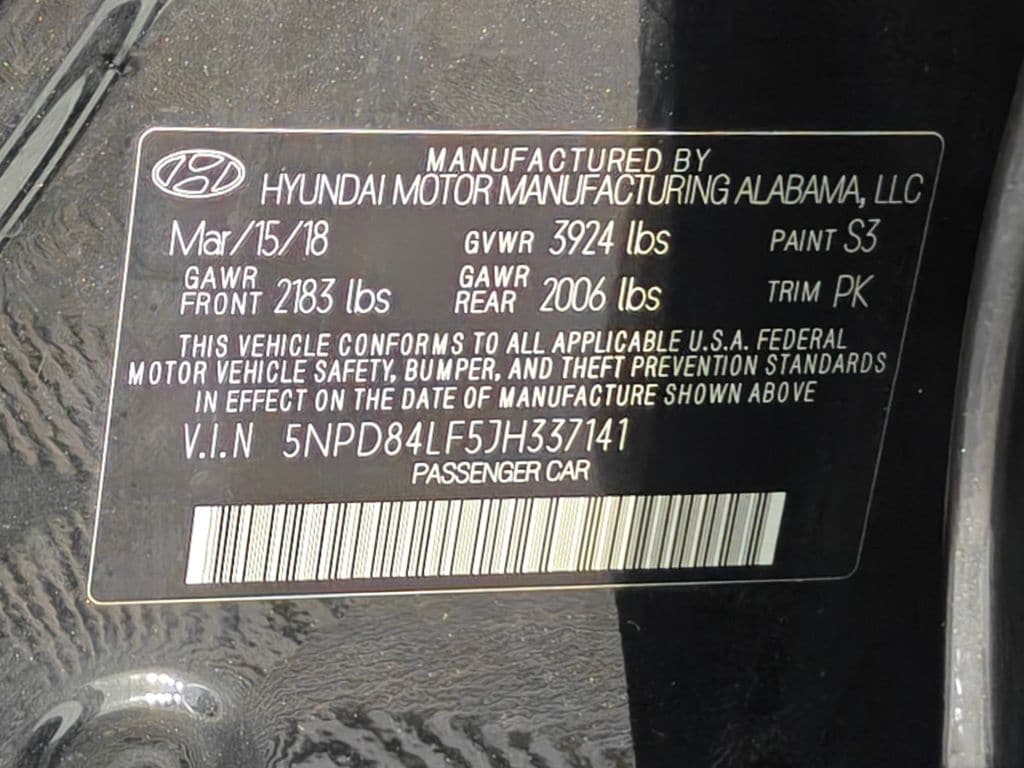 MANUFACTURED BY
HYUNDAI MOTOR MANUFACTURING ALABAMA, LLC
Mar/15/18 GVWR 3924 lbs PAINT S3
GAWR FRONT 2183 lbs GAWR REAR 2006 lbs TRIM PK
THIS VEHICLE CONFORMS TO ALL APPLICABLE U.S.A. FEDERAL
MOTOR VEHICLE SAFETY, BUMPER, AND THEFT PREVENTION STANDARDS
IN EFFECT ON THE DATE OF MANUFACTURE SHOWN ABOVE
V.I.N 5NPD84LF5JH337141
PASSENGER CAR